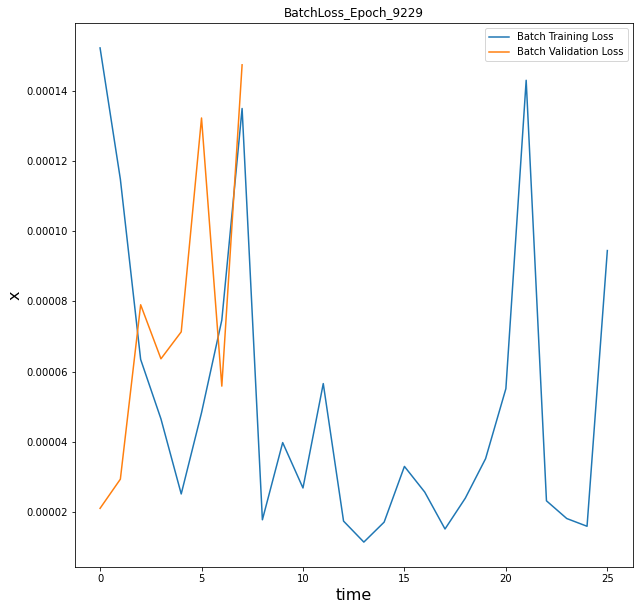 BatchLoss_Epoch_9229
Batch Training Loss
Batch Validation Loss
0.00014
0.00012
0.00010
0.00008
0.00006
0.00004
0.00002
x
0 5 10 15 20 25
time